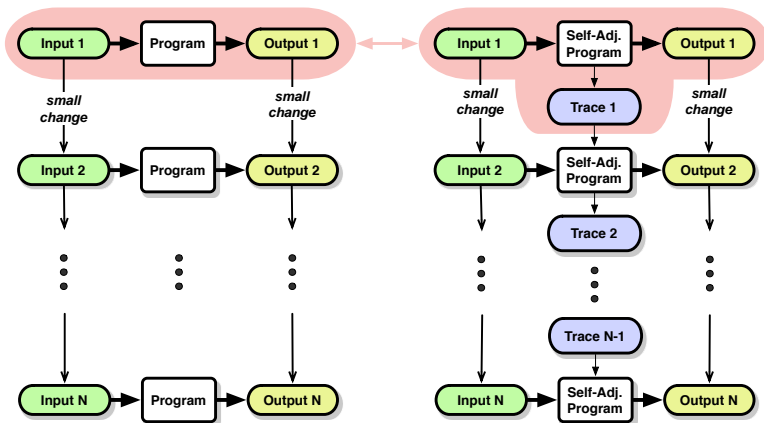 Input 1
Program
Output 1
Input 1
Self-Adj.
Program
Output 1
small
change
small
change
small
change
Trace 1
small
change
Input 2
Program
Output 2
Input 2
Self-Adj.
Program
Output 2
Trace 2
Trace N-1
Input N
Program
Output N
Input N
Self-Adj.
Program
Output N